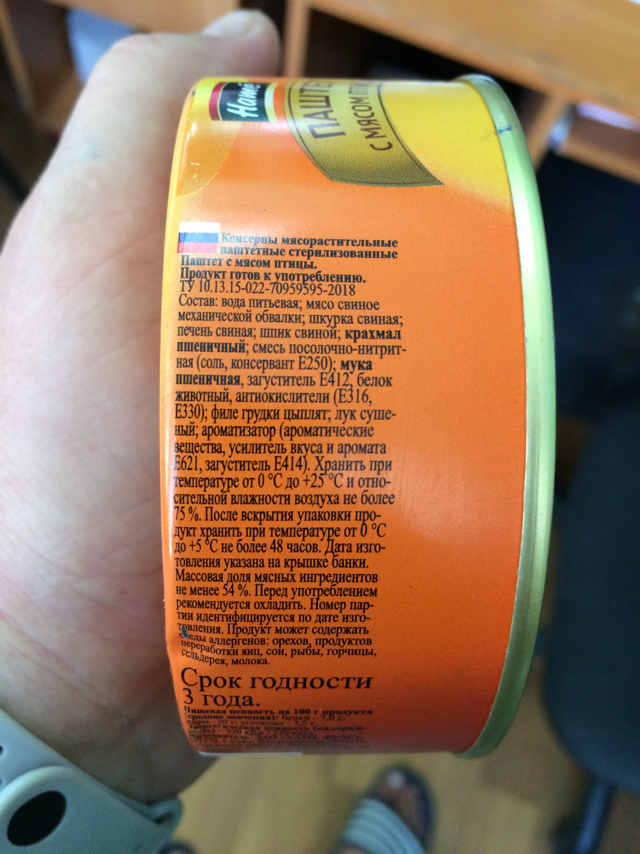 Hamé
ПАШТЕ
С МЯСОМ ПТИ
Консервы мясорастительные
паштетные стерилизованные
Паштет с мясом птицы.
Продукт готов к употреблению.
ТУ 10.13.15-022-70959595-2018
Состав: вода питьевая; мясо свиное
механической обвалки; шкурка свиная;
печень свиная; шпик свиной; крахмал
пшеничный; смесь посолочно-нитрит-
ная (соль, консервант Е250); мука
пшеничная, загуститель Е412, белок
животный, антиокислители (Е316,
Е330); филе грудки цыплят; лук суше-
ный; ароматизатор (ароматические
вещества, усилитель вкуса и аромата
Е621, загуститель Е414). Хранить при
температуре от 0 °С до +25 °С и отно-
сительной влажности воздуха не более
75 %. После вскрытия упаковки про-
дукт хранить при температуре от 0 °С
до +5 °С не более 48 часов. Дата изго-
товления указана на крышке банки.
Массовая доля мясных ингредиентов
не менее 54 %. Перед употреблением
рекомендуется охладить. Номер пар-
тии идентифицируется по дате изго-
товления. Продукт может содержать
следы аллергенов: орехов, продуктов
переработки яиц, сои, рыбы, горчицы,
сельдерея, молока.
Срок годности
3 года.
Пищевая ценность на 100 г продукта
(средние значения): белки - 7,0 г;